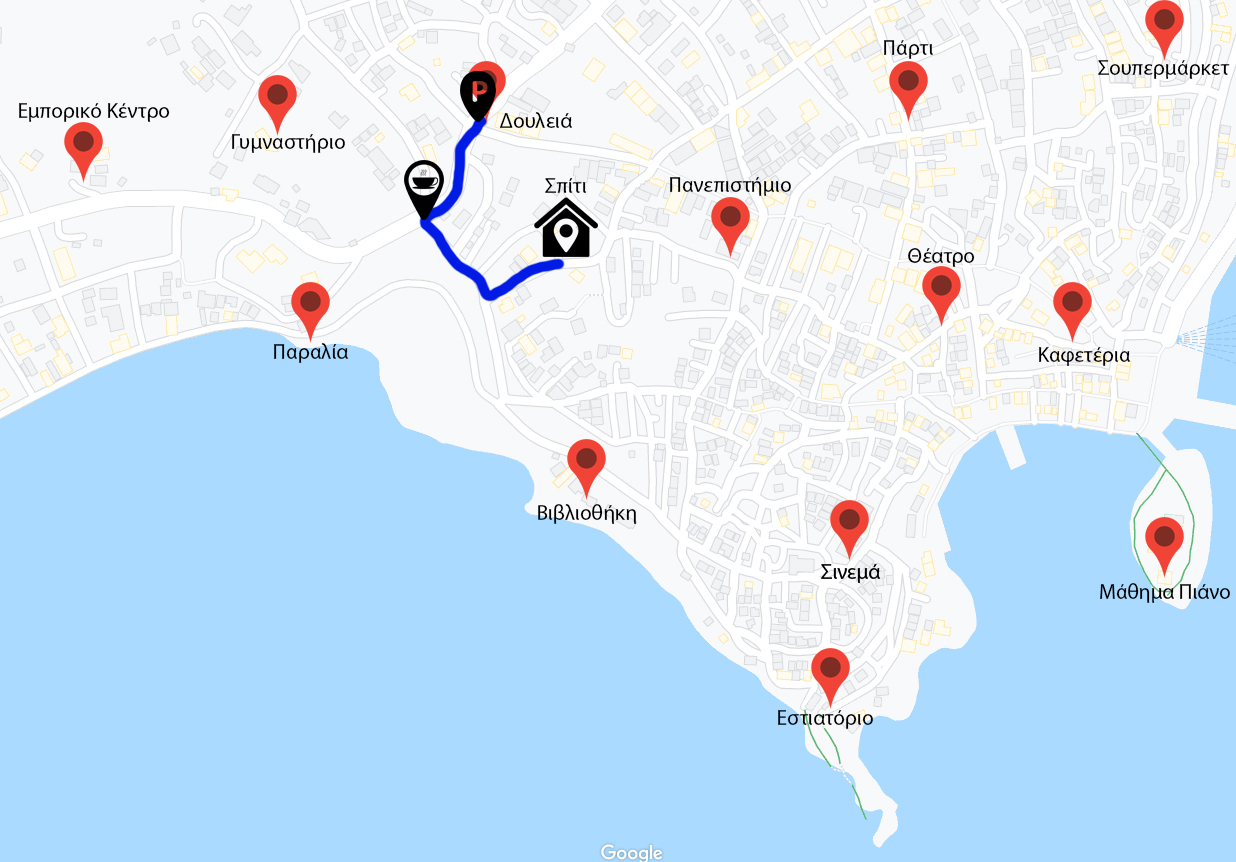 Πάρτι
Σουπερμάρκετ
Εμπορικό Κέντρο
P
Δουλειά
Γυμναστήριο
Σπίτι
Πανεπιστήμιο
Θέατρο
Παραλία
Καφετέρια
Βιβλιοθήκη
Σινεμά
Μάθημα Πιάνο
Εστιατόριο
Google